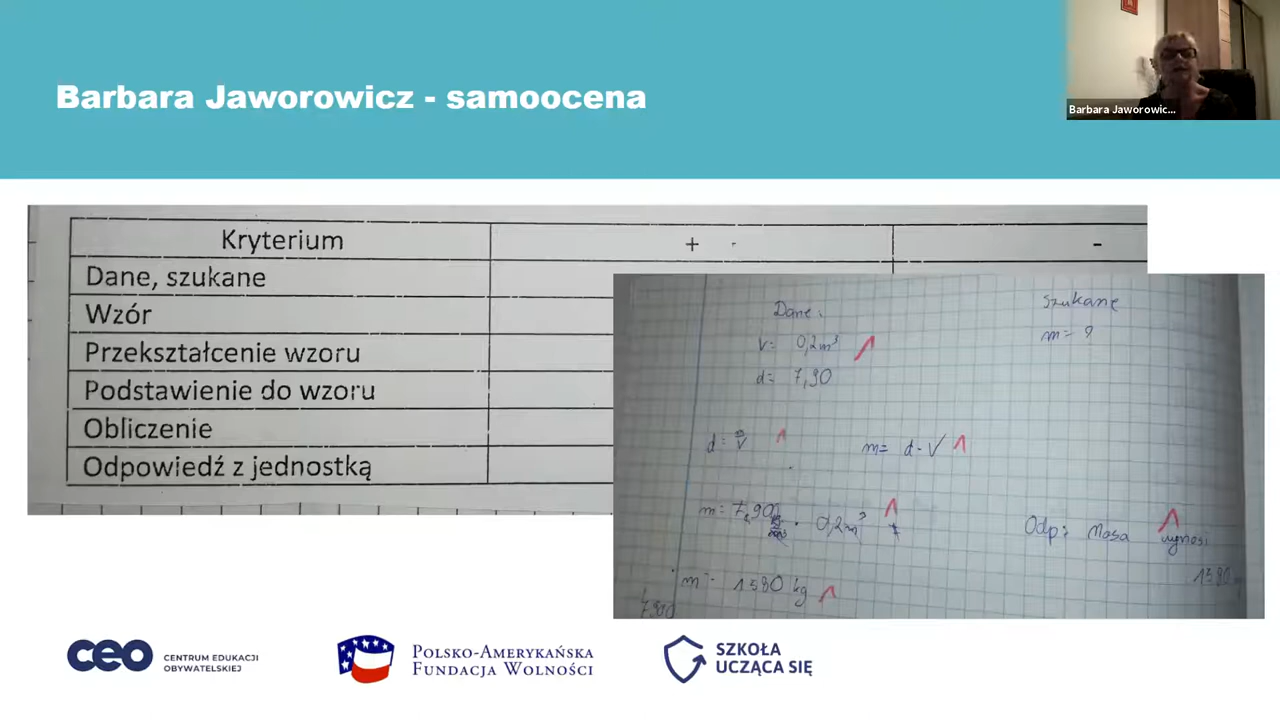 Barbara Jaworowicz - samoocena
Barbara Jaworowic...
Kryterium + -
Dane, szukane
Wzór
Przekształcenie wzoru
Podstawienie do wzoru
Obliczenie
Odpowiedź z jednostką
Dane: Szukane
V= 0,2m³ m= ?
d= 7,90
d= m/V m= d·V
m= 7,90 · 0,2m³
Odp: Masa wynosi
1580
m= 1580 kg
7900
ceo CENTRUM EDUKACJI
OBYWATELSKIEJ
POLSKO-AMERYKAŃSKA
FUNDACJA WOLNOŚCI
SZKOŁA
UCZĄCA SIĘ